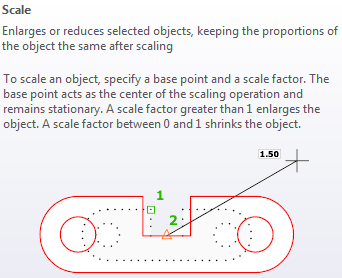 Scale
Enlarges or reduces selected objects, keeping the proportions of
the object the same after scaling
To scale an object, specify a base point and a scale factor. The
base point acts as the center of the scaling operation and
remains stationary. A scale factor greater than 1 enlarges the
object. A scale factor between 0 and 1 shrinks the object.
1.50
1
2